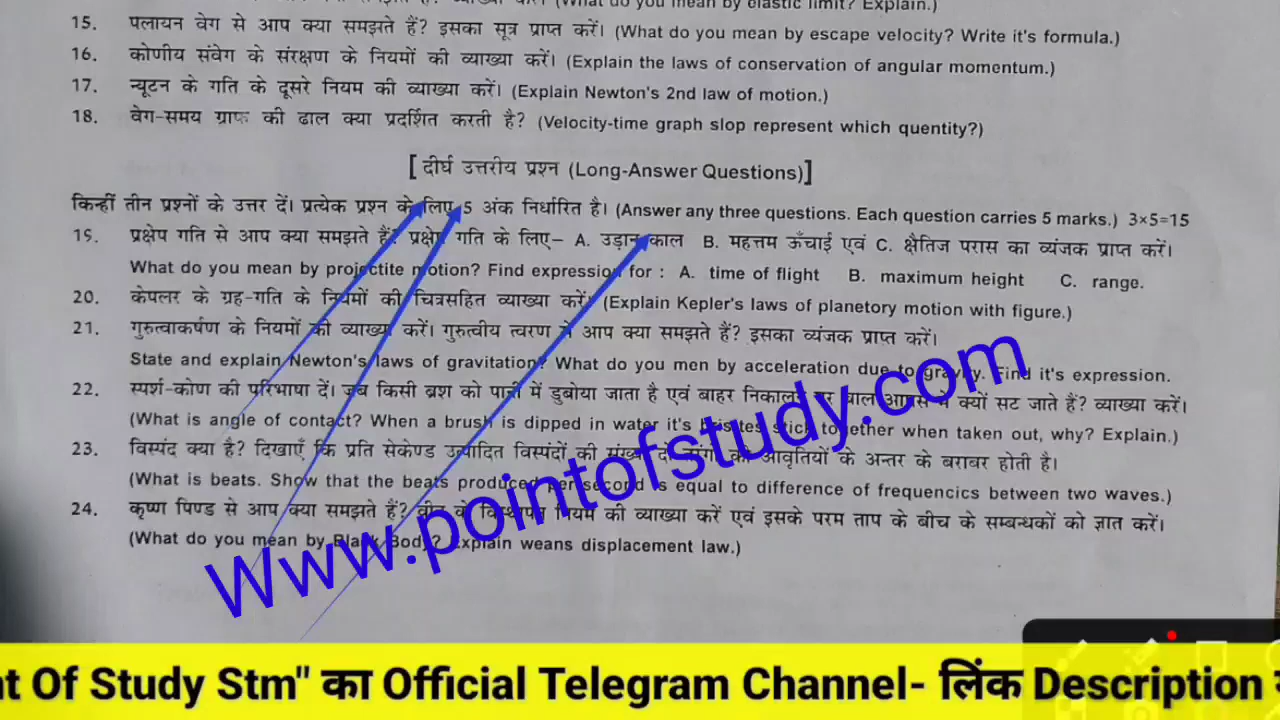 (What do you mean by elastic limit? Explain.)
15. पलायन वेग से आप क्या समझते हैं? इसका सूत्र प्राप्त करें। (What do you mean by escape velocity? Write it's formula.)
16. कोणीय संवेग के संरक्षण के नियमों की व्याख्या करें। (Explain the laws of conservation of angular momentum.)
17. न्यूटन के गति के दूसरे नियम की व्याख्या करें। (Explain Newton's 2nd law of motion.)
18. वेग-समय ग्राफ की ढाल क्या प्रदर्शित करती है? (Velocity-time graph slop represent which quentity?)
[ दीर्घ उत्तरीय प्रश्न (Long-Answer Questions)]
किन्हीं तीन प्रश्नों के उत्तर दें। प्रत्येक प्रश्न के लिए 5 अंक निर्धारित है। (Answer any three questions. Each question carries 5 marks.) 3×5=15
19. प्रक्षेप गति से आप क्या समझते हैं? प्रक्षेप गति के लिए– A. उड़ान काल B. महत्तम ऊँचाई एवं C. क्षैतिज परास का व्यंजक प्राप्त करें।
What do you mean by projectite motion? Find expression for : A. time of flight B. maximum height C. range.
20. केपलर के ग्रह-गति के नियमों की चित्रसहित व्याख्या करें। (Explain Kepler's laws of planetory motion with figure.)
21. गुरुत्वाकर्षण के नियमों की व्याख्या करें। गुरुत्वीय त्वरण से आप क्या समझते हैं? इसका व्यंजक प्राप्त करें।
State and explain Newton's laws of gravitation? What do you men by acceleration due to gravity. Find it's expression.
22. स्पर्श-कोण की परिभाषा दें। जब किसी ब्रश को पानी में डुबोया जाता है एवं बाहर निकालने पर बाल आपस में क्यों सट जाते हैं? व्याख्या करें।
(What is angle of contact? When a brush is dipped in water it's bristes stick together when taken out, why? Explain.)
23. विस्पंद क्या है? दिखाएँ कि प्रति सेकेण्ड उत्पादित विस्पंदों की संख्या दो की आवृतियों के अन्तर के बराबर होती है।
(What is beats. Show that the beats produced per second is equal to difference of frequencics between two waves.)
24. कृष्ण पिण्ड से आप क्या समझते हैं? वीन के विस्थापन नियम की व्याख्या करें एवं इसके परम ताप के बीच के सम्बन्धकों को ज्ञात करें।
(What do you mean by Black Body? Explain weans displacement law.)
www.pointofstudy.com
nt Of Study Stm" का Official Telegram Channel- लिंक Description